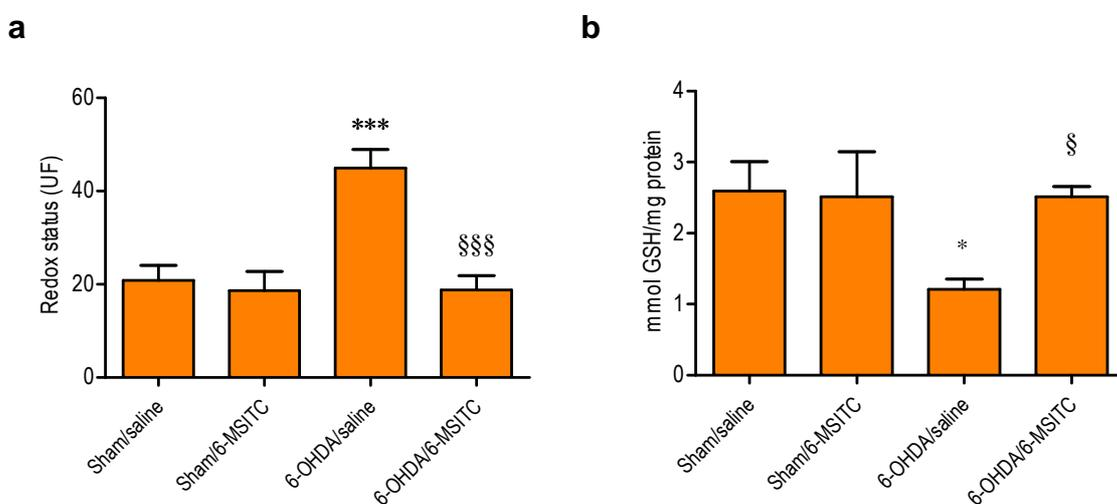 a
b
Redox status (UF)
60
40
20
0
***
§§§
Sham/saline
Sham/6-MSITC
6-OHDA/saline
6-OHDA/6-MSITC
mmol GSH/mg protein
4
3
2
1
0
*
§
Sham/saline
Sham/6-MSITC
6-OHDA/saline
6-OHDA/6-MSITC